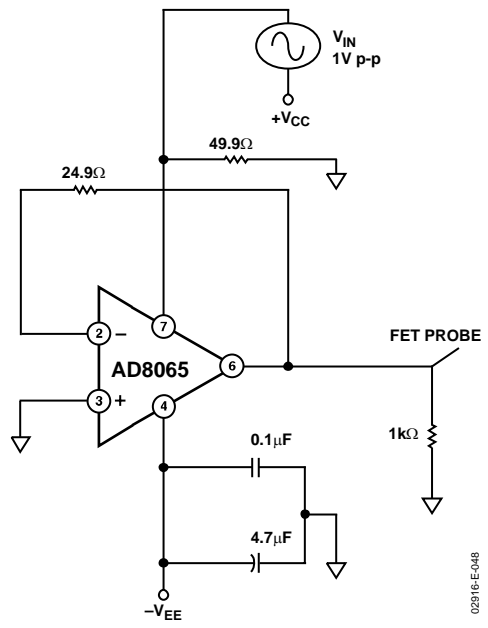 V_IN
1V p-p
+V_CC
49.9Ω
24.9Ω
7
2
–
AD8065
6
FET PROBE
3
+
4
1kΩ
0.1μF
4.7μF
–V_EE
02916-E-048